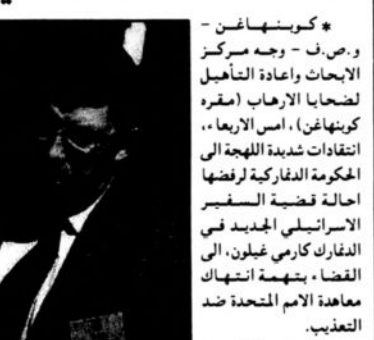 * كوبنهاغن -
و.ص.ف - وجه مركز
الابحاث واعادة التأهيل
لضحايا الارهاب (مقره
كوبنهاغن)، امس الاربعاء،
انتقادات شديدة اللهجة الى
الحكومة الدنماركية لرفضها
احالة قضية السفير
الاسرائيلي الجديد في
الدنمارك كارمي غيلون، الى
القضاء بتهمة انتهاك
معاهدة الامم المتحدة ضد
التعذيب.